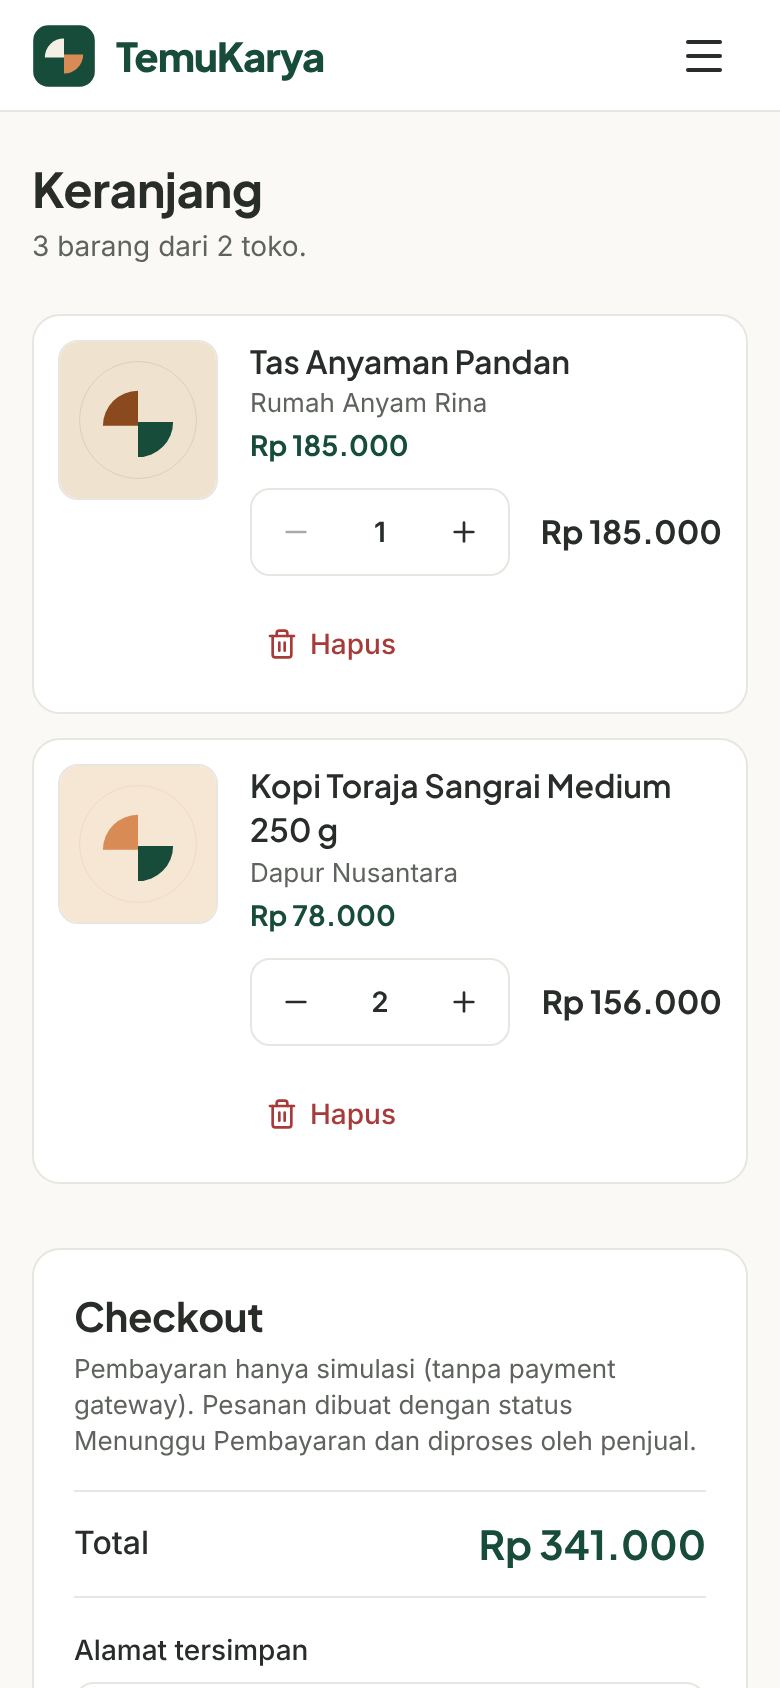 TemuKarya
Keranjang
3 barang dari 2 toko.
Tas Anyaman Pandan
Rumah Anyam Rina
Rp 185.000
1
Rp 185.000
Hapus
Kopi Toraja Sangrai Medium
250 g
Dapur Nusantara
Rp 78.000
2
Rp 156.000
Hapus
Checkout
Pembayaran hanya simulasi (tanpa payment
gateway). Pesanan dibuat dengan status
Menunggu Pembayaran dan diproses oleh penjual.
Total
Rp 341.000
Alamat tersimpan